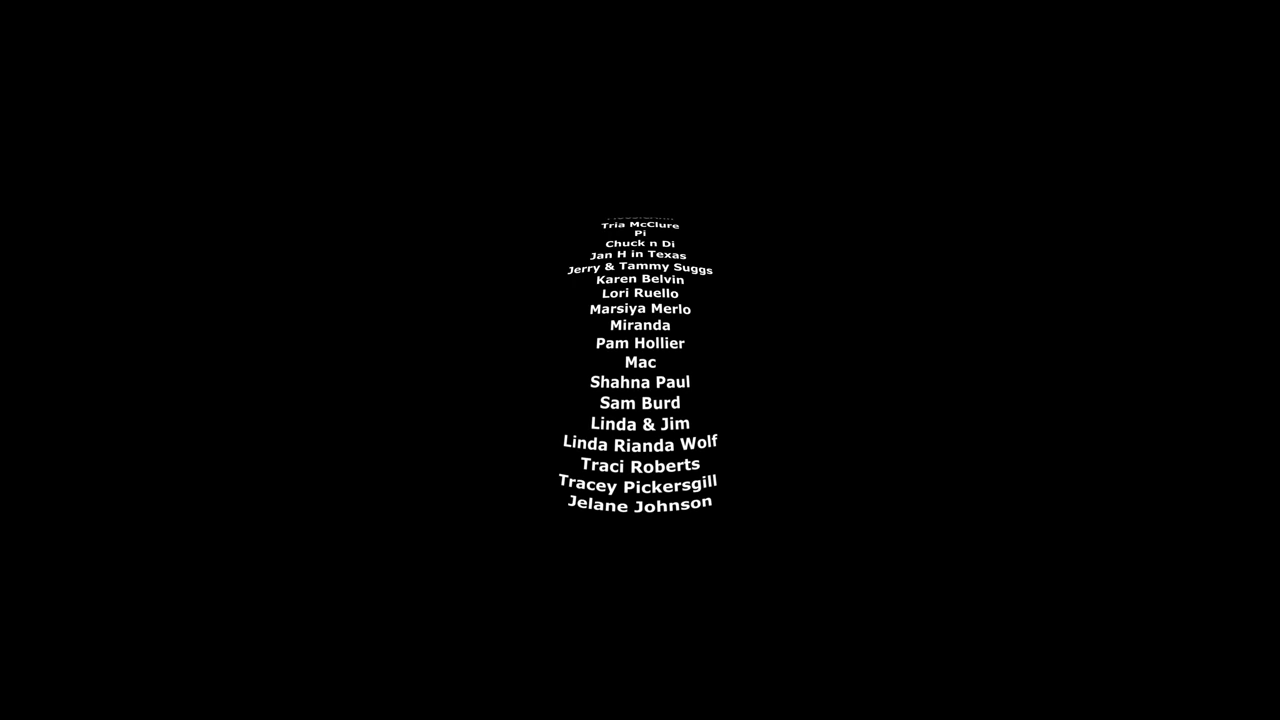 Tria McClure
Pi
Chuck n Di
Jan H in Texas
Jerry & Tammy Suggs
Karen Belvin
Lori Ruello
Marsiya Merlo
Miranda
Pam Hollier
Mac
Shahna Paul
Sam Burd
Linda & Jim
Linda Rianda Wolf
Traci Roberts
Tracey Pickersgill
Jelane Johnson